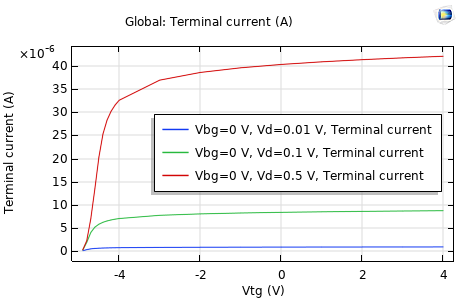 Global: Terminal current (A)
×10⁻⁶
40
35
30
25
20
15
10
5
0
Terminal current (A)
Vbg=0 V, Vd=0.01 V, Terminal current
Vbg=0 V, Vd=0.1 V, Terminal current
Vbg=0 V, Vd=0.5 V, Terminal current
-4 -2 0 2 4
Vtg (V)